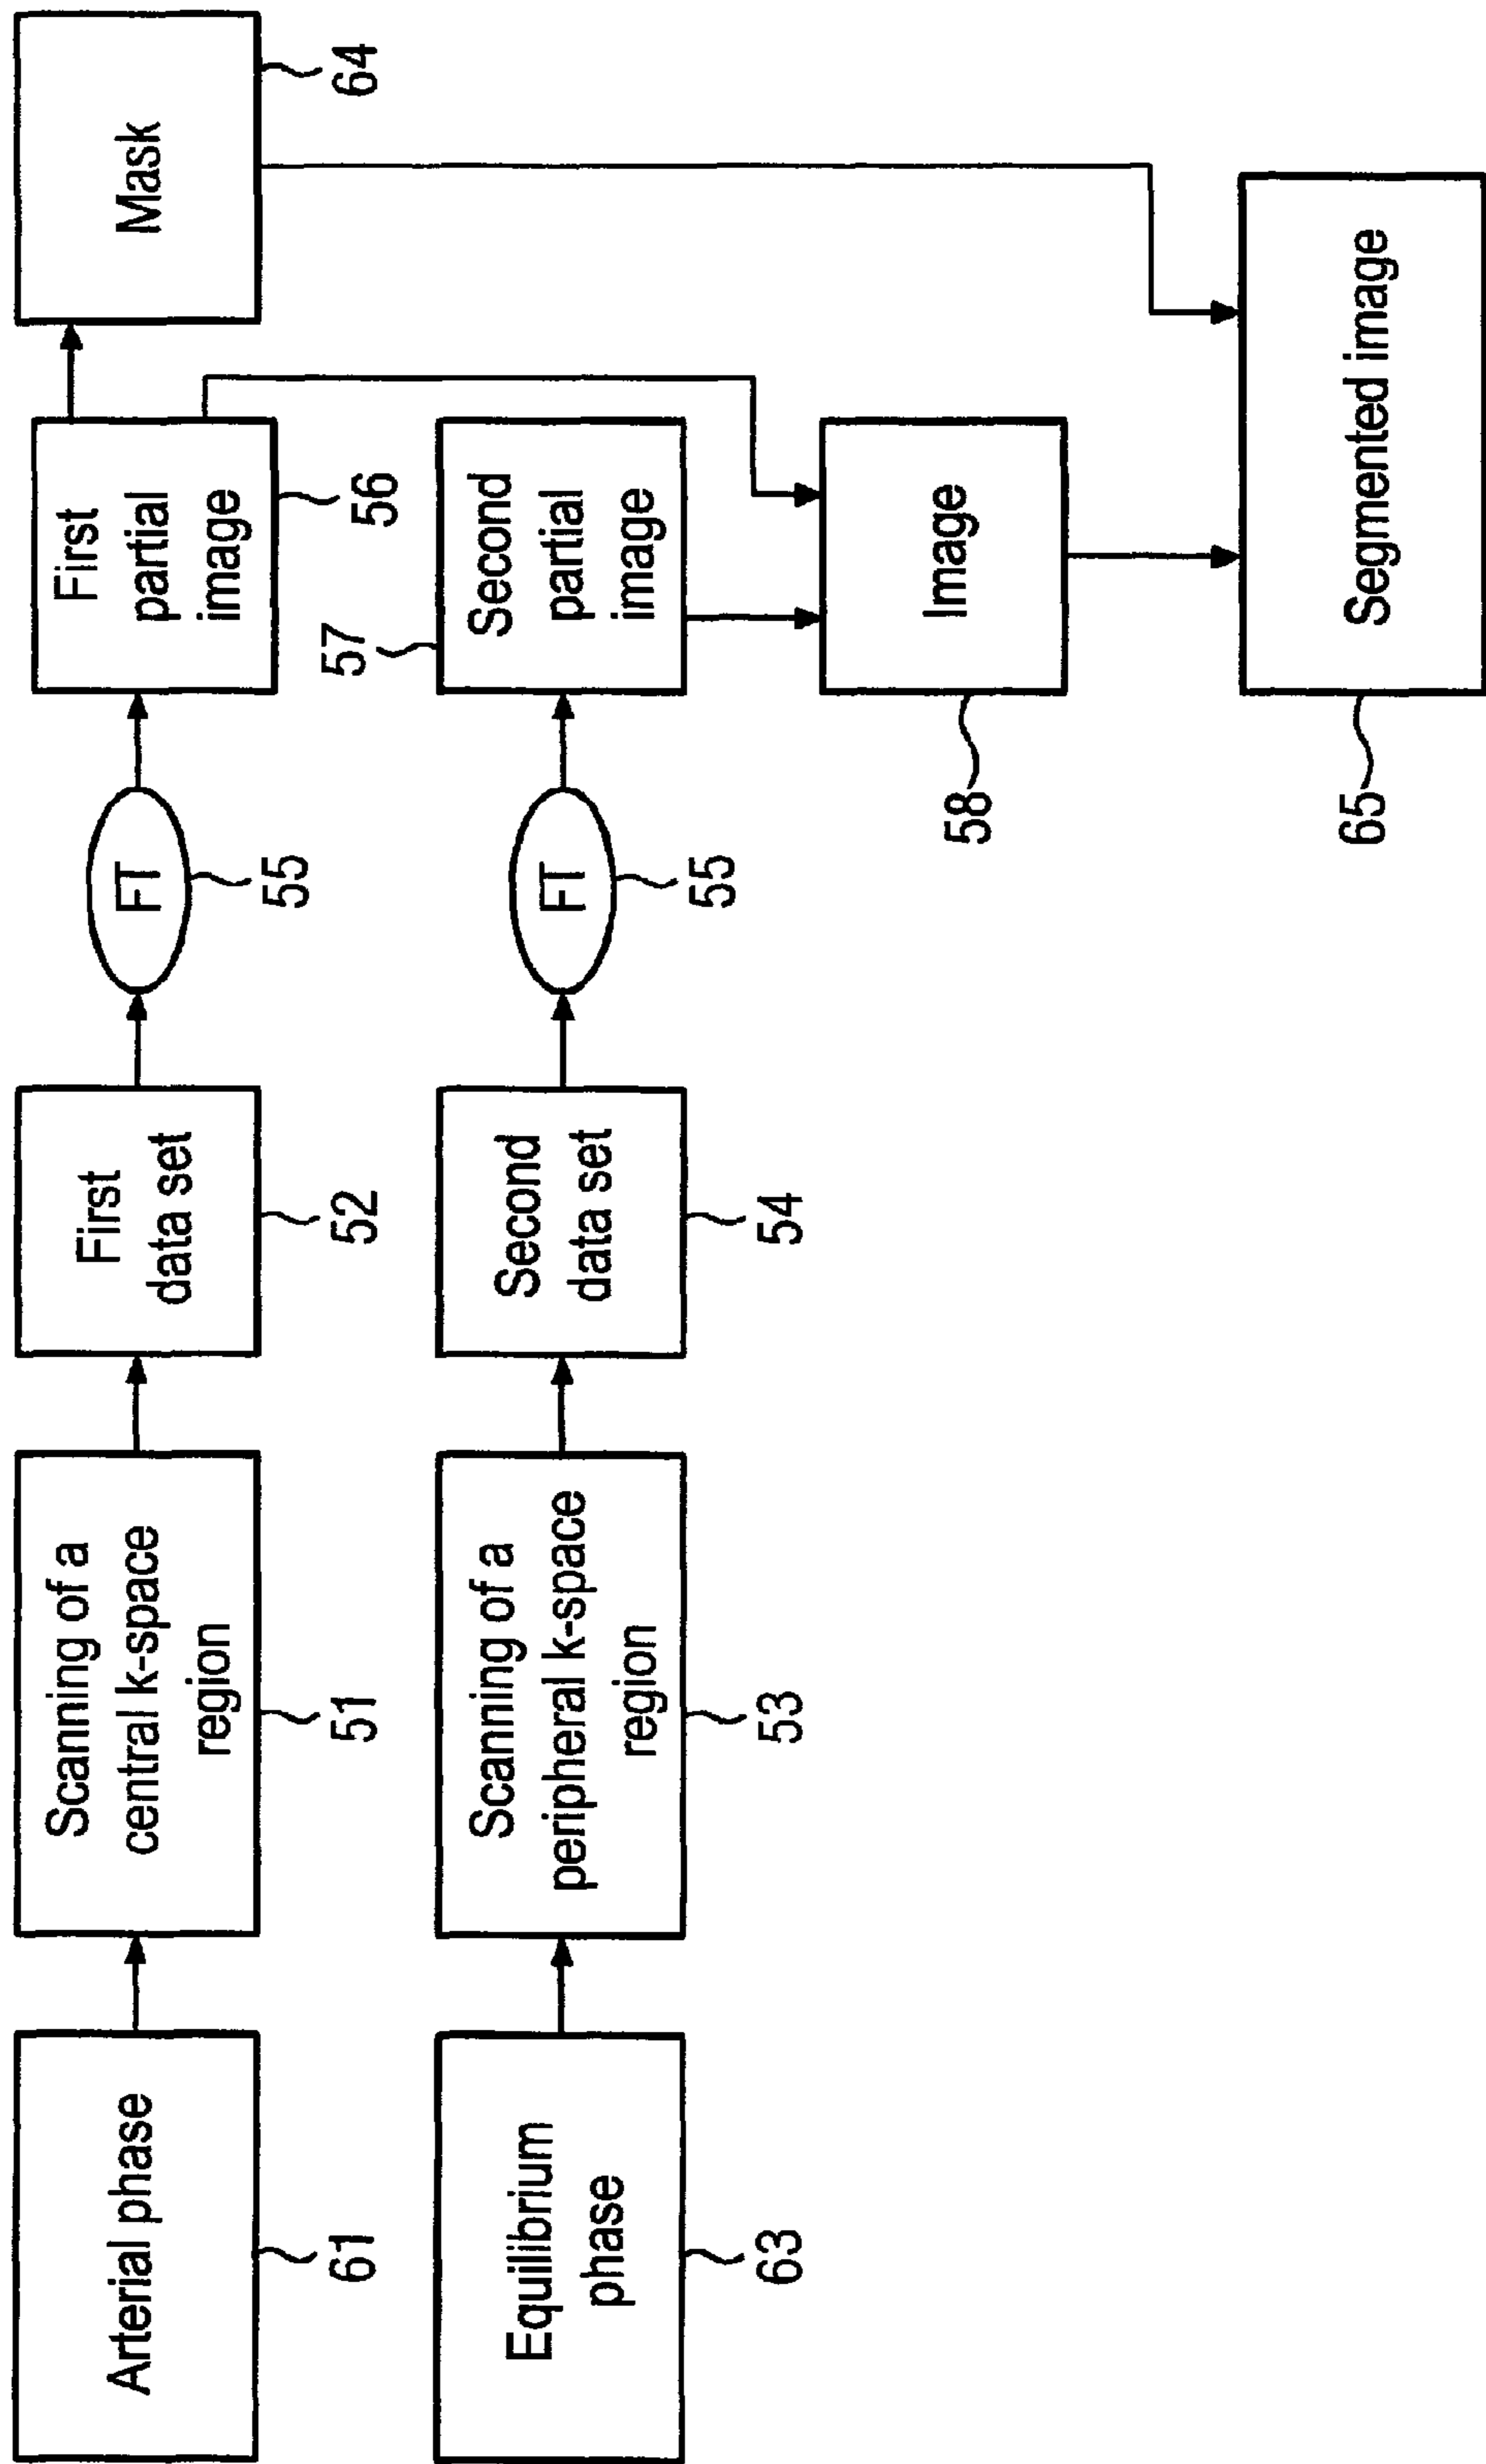 Arterial phase
61
Scanning of a
central k-space
region
51
First
data set
52
FT
55
First
partial
image
56
Mask
64
Equilibrium
phase
63
Scanning of a
peripheral k-space
region
53
Second
data set
54
FT
55
57
Second
partial
image
58
Image
65
Segmented image